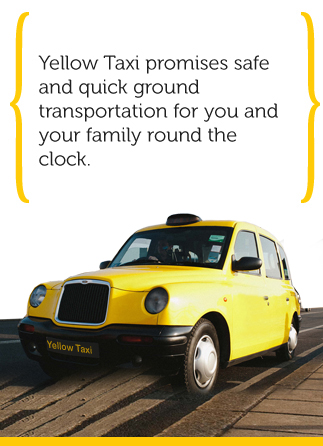 Yellow Taxi promises safe
and quick ground
transportation for you and
your family round the
clock.
Yellow Taxi